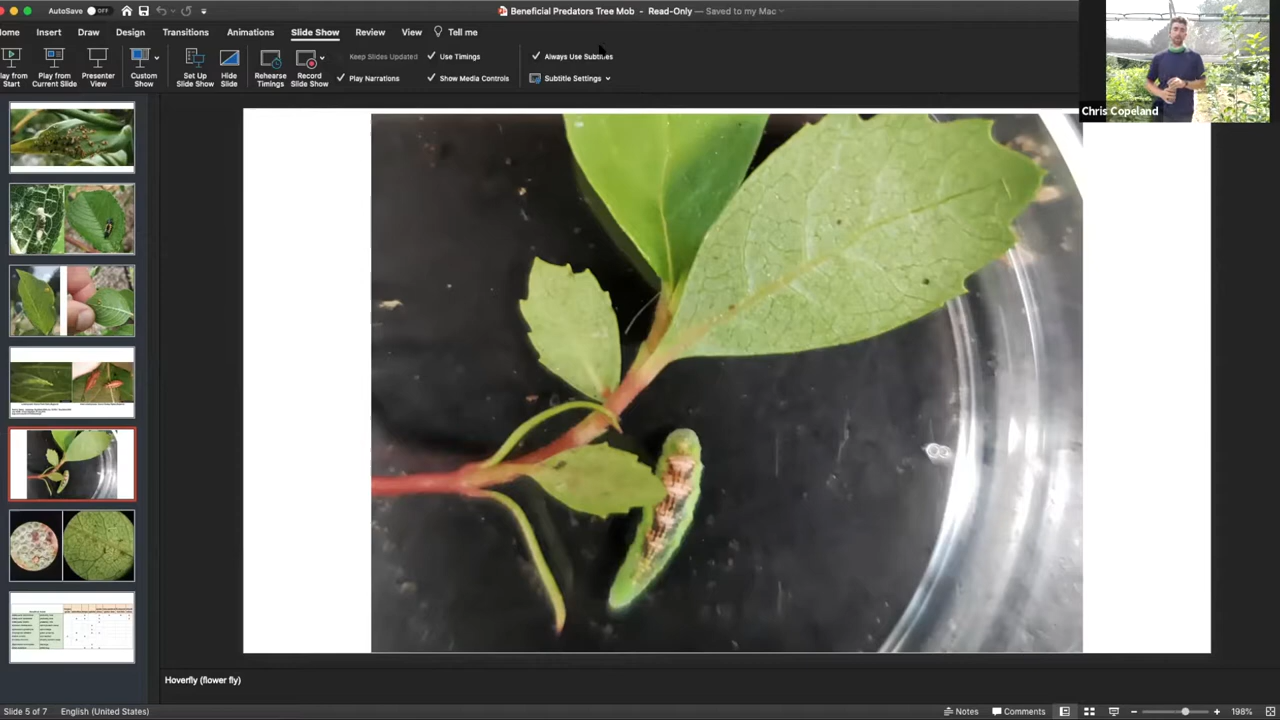 AutoSave OFF
Beneficial Predators Tree Mob - Read-Only — Saved to my Mac
ome Insert Draw Design Transitions Animations Slide Show Review View Tell me
lay from Start
Play from Current Slide
Presenter View
Custom Show
Set Up Slide Show
Hide Slide
Rehearse Timings
Record Slide Show
Keep Slides Updated
Use Timings
Play Narrations
Show Media Controls
Always Use Subtitles
Subtitle Settings
Chris Copeland
Hoverfly (flower fly)
Slide 5 of 7 English (United States) Notes Comments 198%